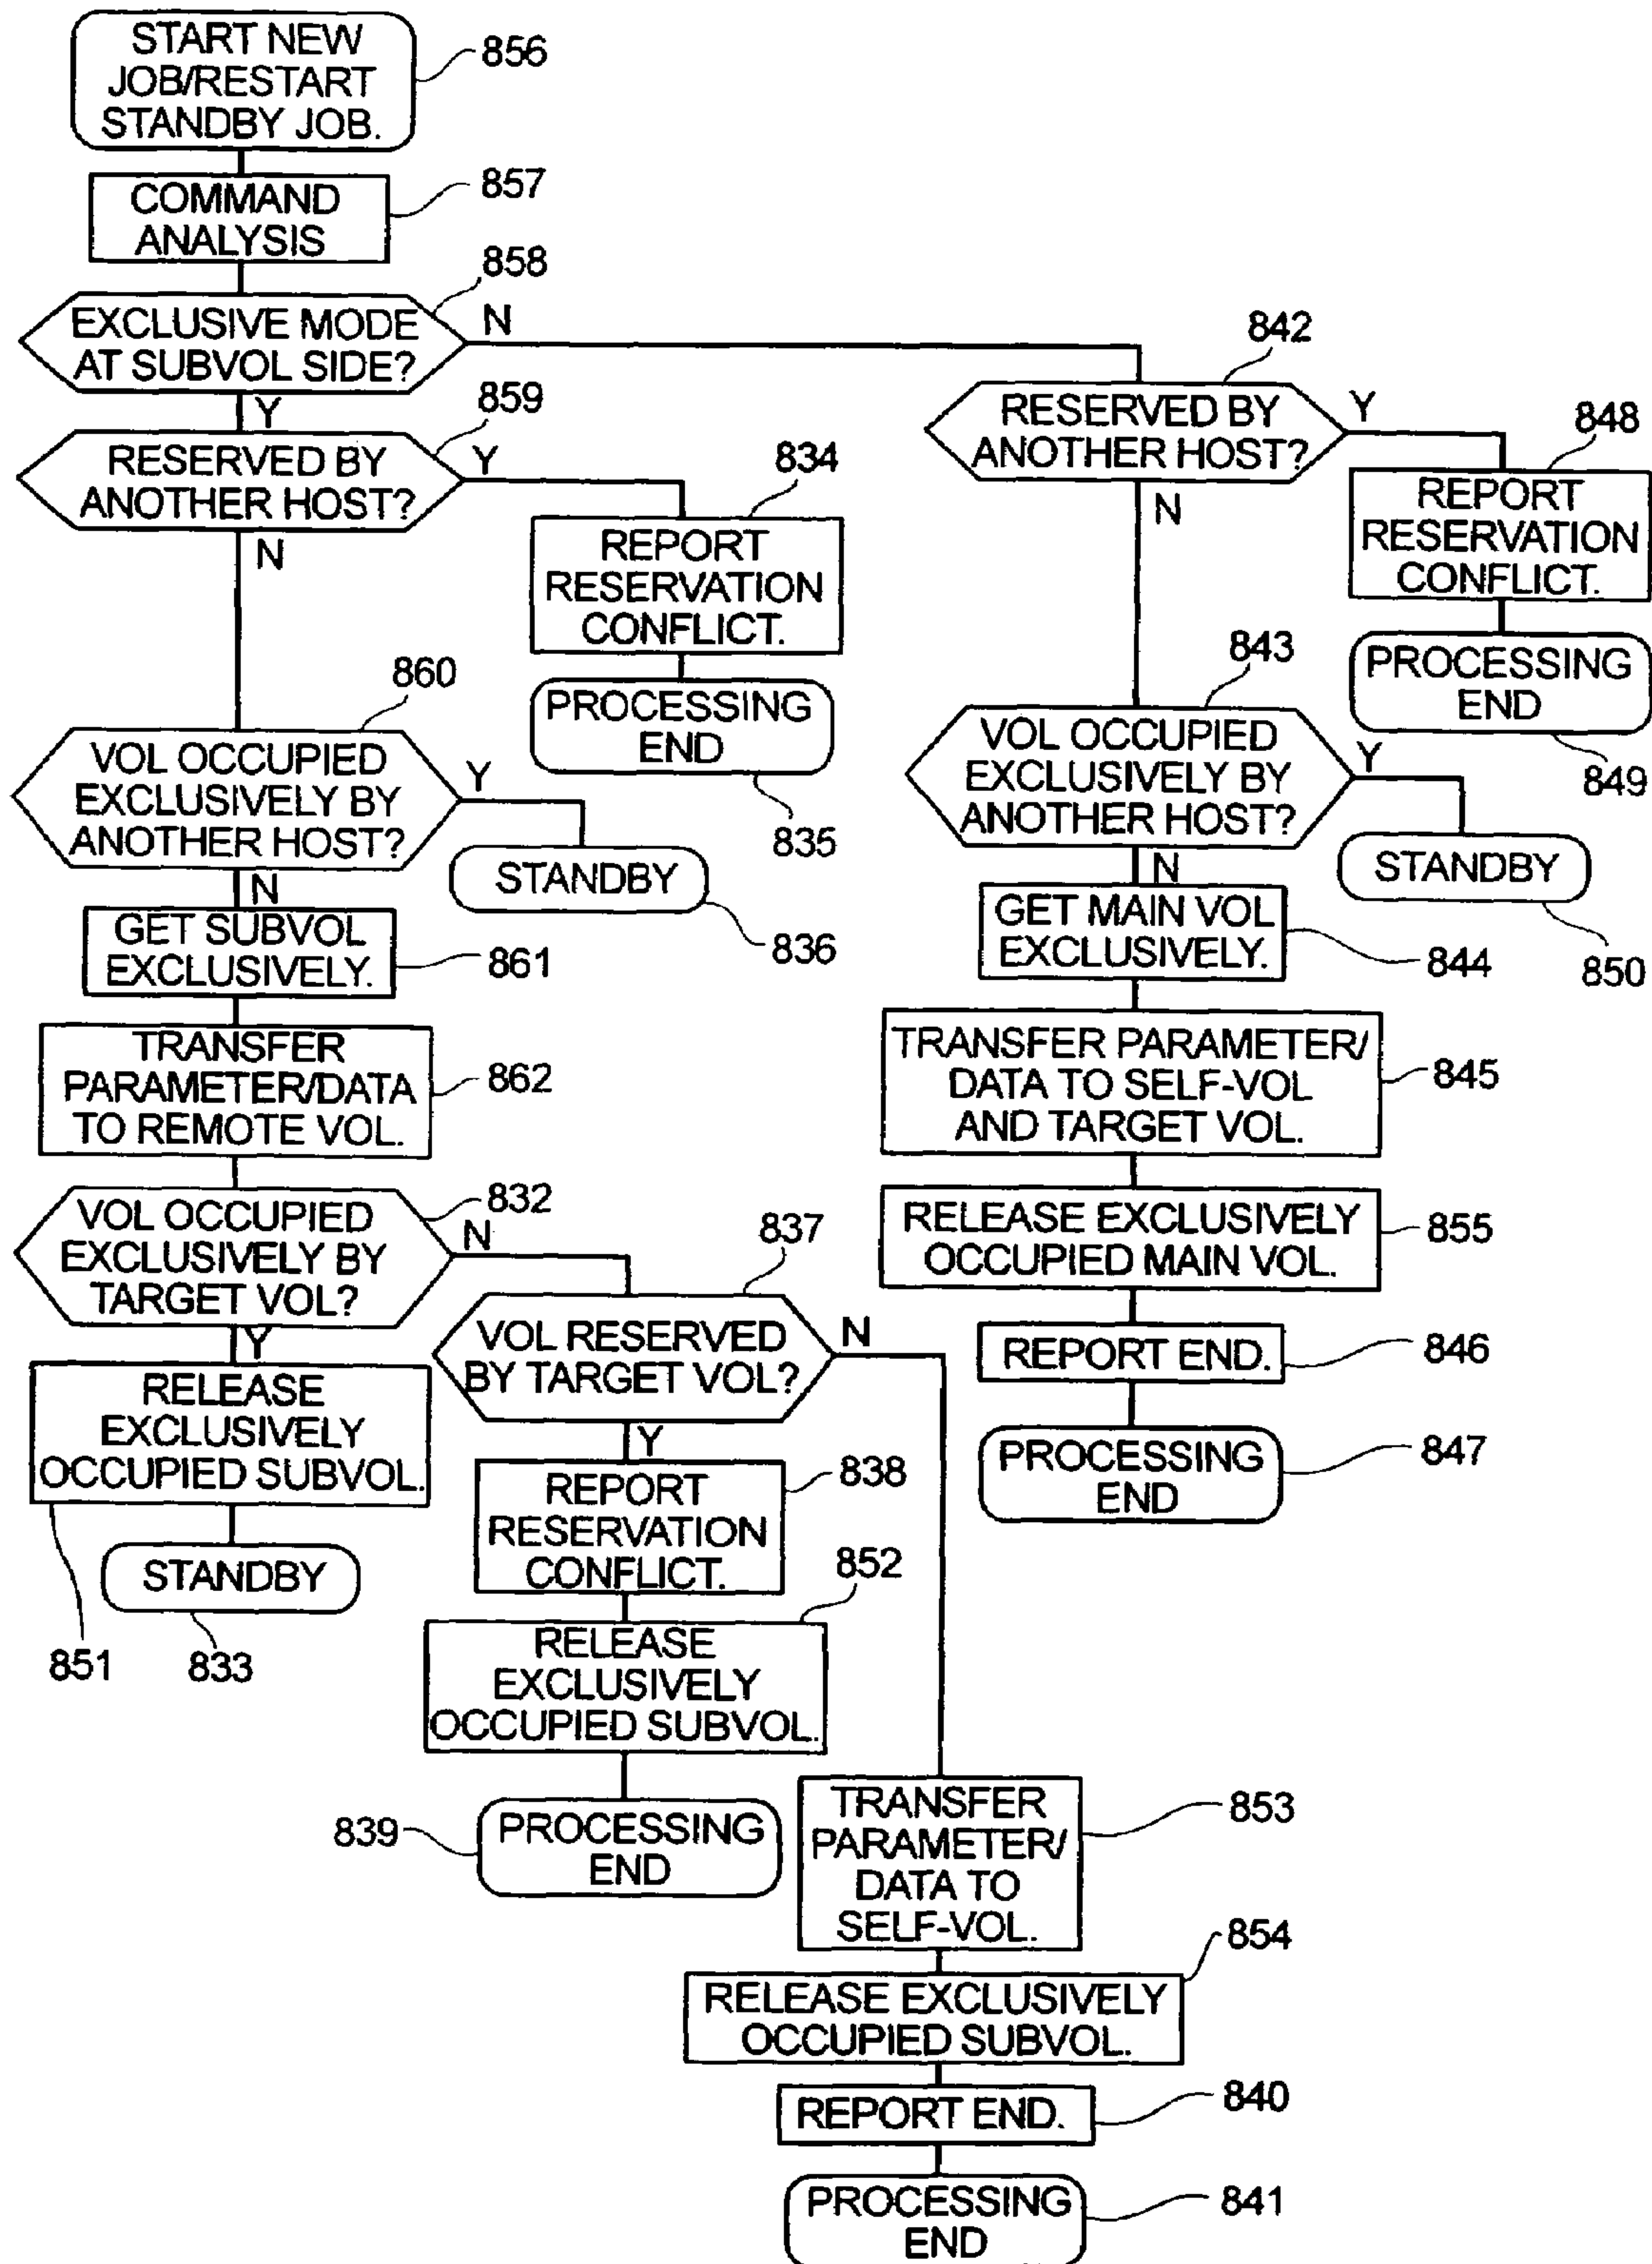 START NEW
JOB/RESTART
STANDBY JOB.
856
COMMAND
ANALYSIS
857
858
EXCLUSIVE MODE
AT SUBVOL SIDE?
N
Y
859
RESERVED BY
ANOTHER HOST?
Y
N
834
REPORT
RESERVATION
CONFLICT.
PROCESSING
END
835
860
VOL OCCUPIED
EXCLUSIVELY BY
ANOTHER HOST?
Y
N
STANDBY
836
GET SUBVOL
EXCLUSIVELY.
861
TRANSFER
PARAMETER/DATA
TO REMOTE VOL.
862
VOL OCCUPIED
EXCLUSIVELY BY
TARGET VOL?
832
N
Y
RELEASE
EXCLUSIVELY
OCCUPIED SUBVOL.
STANDBY
851
833
837
VOL RESERVED
BY TARGET VOL?
N
Y
REPORT
RESERVATION
CONFLICT.
838
852
RELEASE
EXCLUSIVELY
OCCUPIED SUBVOL.
839
PROCESSING
END
TRANSFER
PARAMETER/
DATA TO
SELF-VOL.
853
854
RELEASE EXCLUSIVELY
OCCUPIED SUBVOL.
REPORT END.
840
PROCESSING
END
841
842
RESERVED BY
ANOTHER HOST?
Y
N
848
REPORT
RESERVATION
CONFLICT.
PROCESSING
END
849
843
VOL OCCUPIED
EXCLUSIVELY BY
ANOTHER HOST?
Y
N
STANDBY
850
GET MAIN VOL
EXCLUSIVELY.
844
TRANSFER PARAMETER/
DATA TO SELF-VOL
AND TARGET VOL.
845
RELEASE EXCLUSIVELY
OCCUPIED MAIN VOL.
855
REPORT END.
846
PROCESSING
END
847